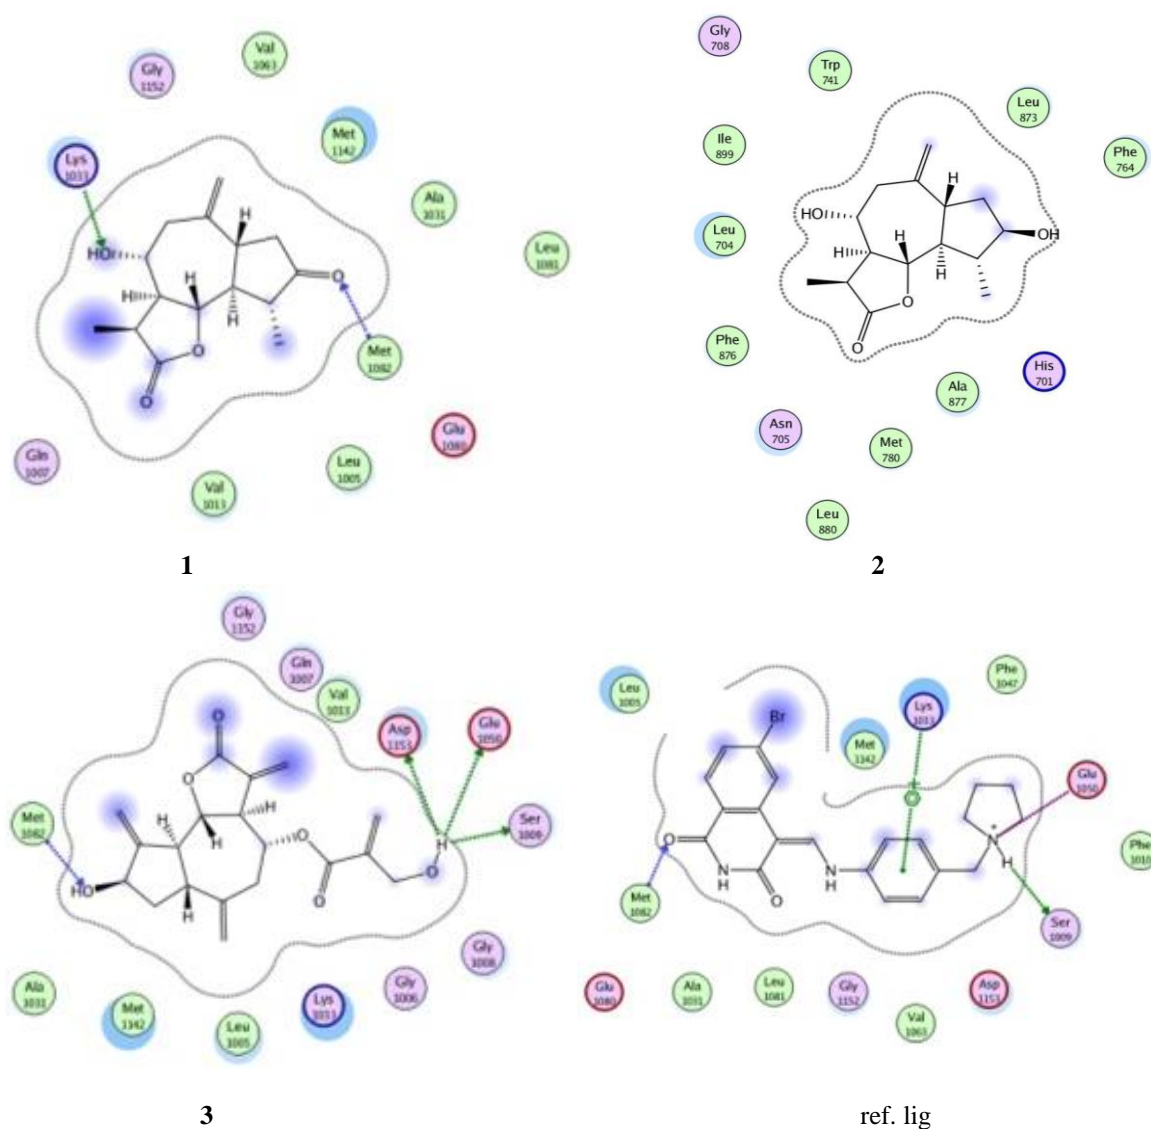 Gly
1152
Val
1063
Met
1142
Lys
1033
Ala
1031
Leu
1081
HO
H
H
H
O
O
O
Met
1082
Glu
1080
Gln
1007
Val
1013
Leu
1005
1
Gly
708
Trp
741
Leu
873
Ile
899
Phe
764
Leu
704
HO
H
H
H
H
OH
O
O
Phe
876
His
701
Ala
877
Asn
705
Met
780
Leu
880
2
Gly
1152
Gln
1007
Val
1013
Asp
1153
Glu
1050
Ser
1009
Met
1082
O
O
H
H
H
H
HO
O
O
H
O
Gly
1008
Gly
1006
Ala
1031
Met
1142
Leu
1005
Lys
1033
3
Leu
1005
Br
Met
1142
Lys
1033
Phe
1047
Glu
1050
Phe
1010
O
NH
O
NH
N
+
H
Met
1082
Ser
1009
Glu
1080
Ala
1031
Leu
1081
Gly
1152
Val
1063
Asp
1153
ref. lig